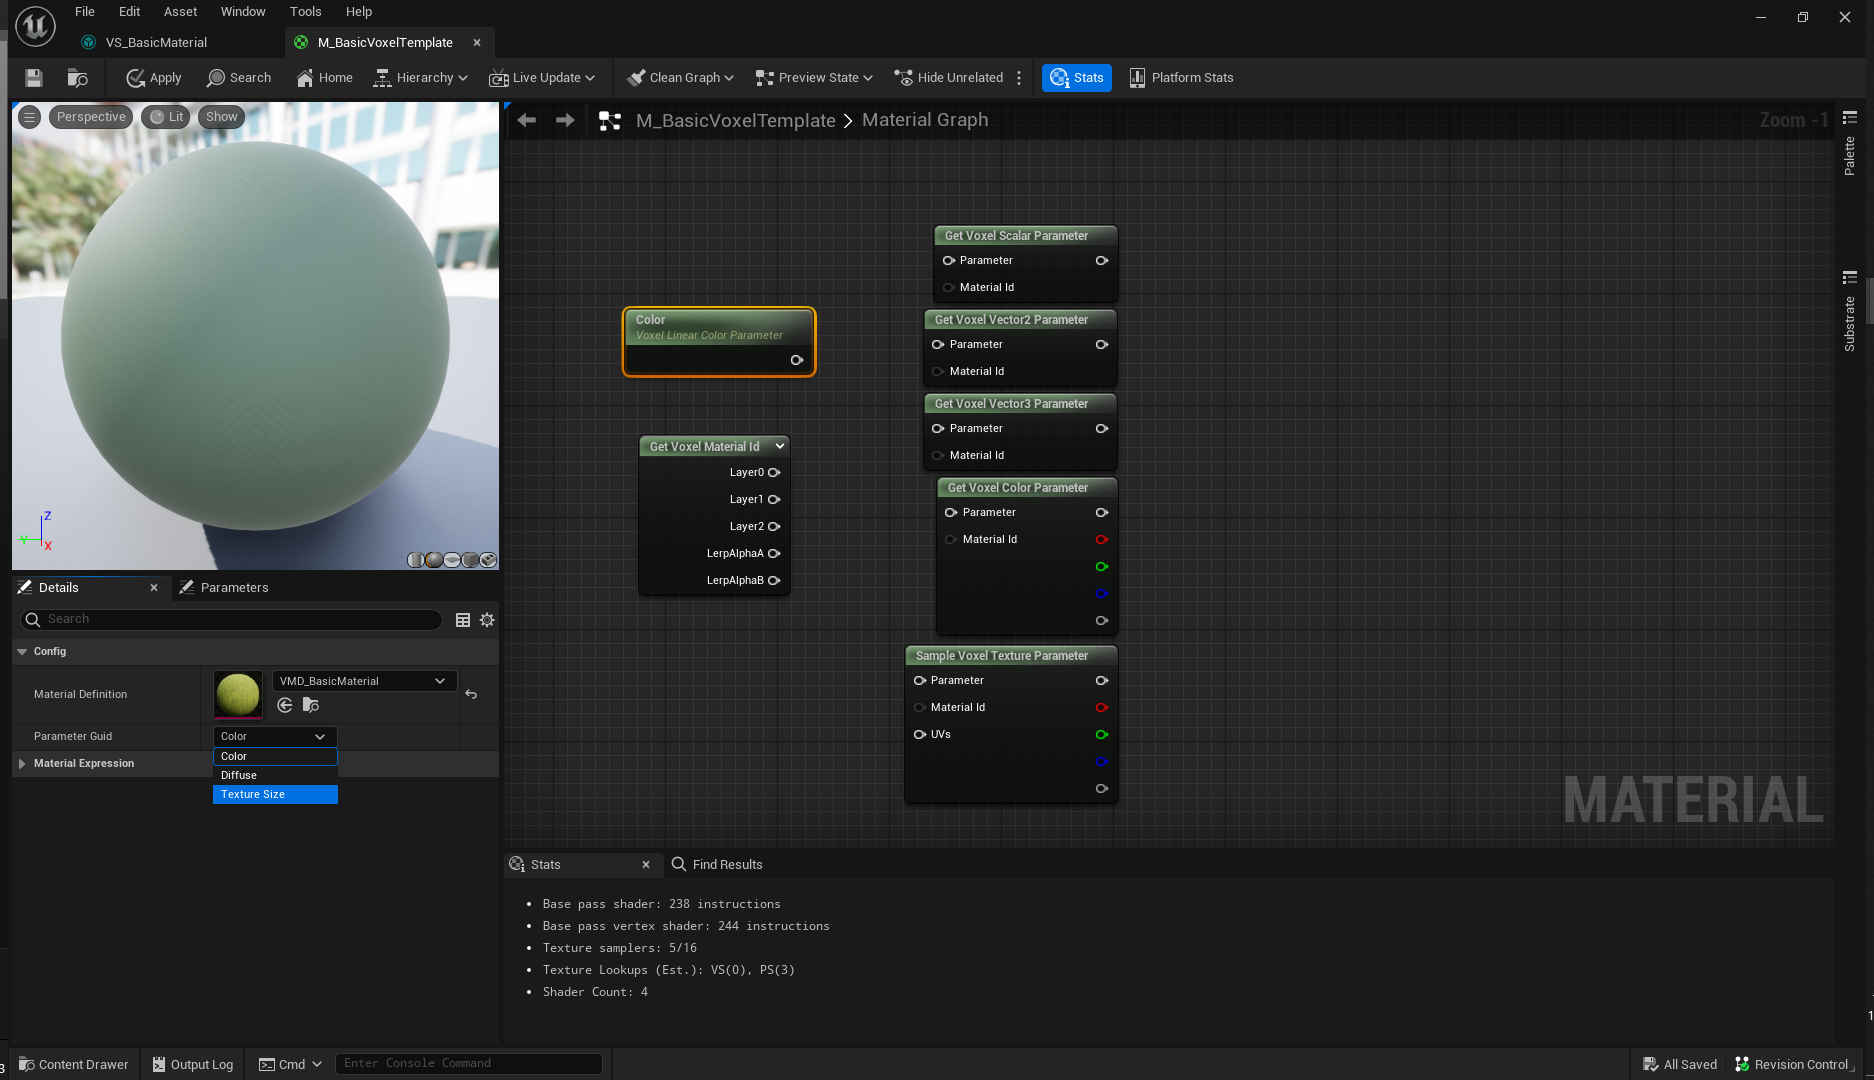 File Edit Asset Window Tools Help
VS_BasicMaterial
M_BasicVoxelTemplate
Apply Search Home Hierarchy Live Update Clean Graph Preview State Hide Unrelated Stats Platform Stats
Perspective Lit Show
M_BasicVoxelTemplate > Material Graph
Zoom -1
Palette
Substrate
Get Voxel Scalar Parameter
Parameter
Material Id
Color
Voxel Linear Color Parameter
Get Voxel Vector2 Parameter
Parameter
Material Id
Get Voxel Vector3 Parameter
Parameter
Material Id
Get Voxel Material Id
Layer0
Layer1
Layer2
LerpAlphaA
LerpAlphaB
Get Voxel Color Parameter
Parameter
Material Id
Sample Voxel Texture Parameter
Parameter
Material Id
UVs
MATERIAL
Z
Y
X
Details
Parameters
Search
Config
Material Definition
VMD_BasicMaterial
Parameter Guid
Color
Color
Diffuse
Texture Size
Material Expression
Stats
Find Results
• Base pass shader: 238 instructions
• Base pass vertex shader: 244 instructions
• Texture samplers: 5/16
• Texture Lookups (Est.): VS(0), PS(3)
• Shader Count: 4
3
1
Content Drawer Output Log Cmd Enter Console Command
All Saved Revision Control